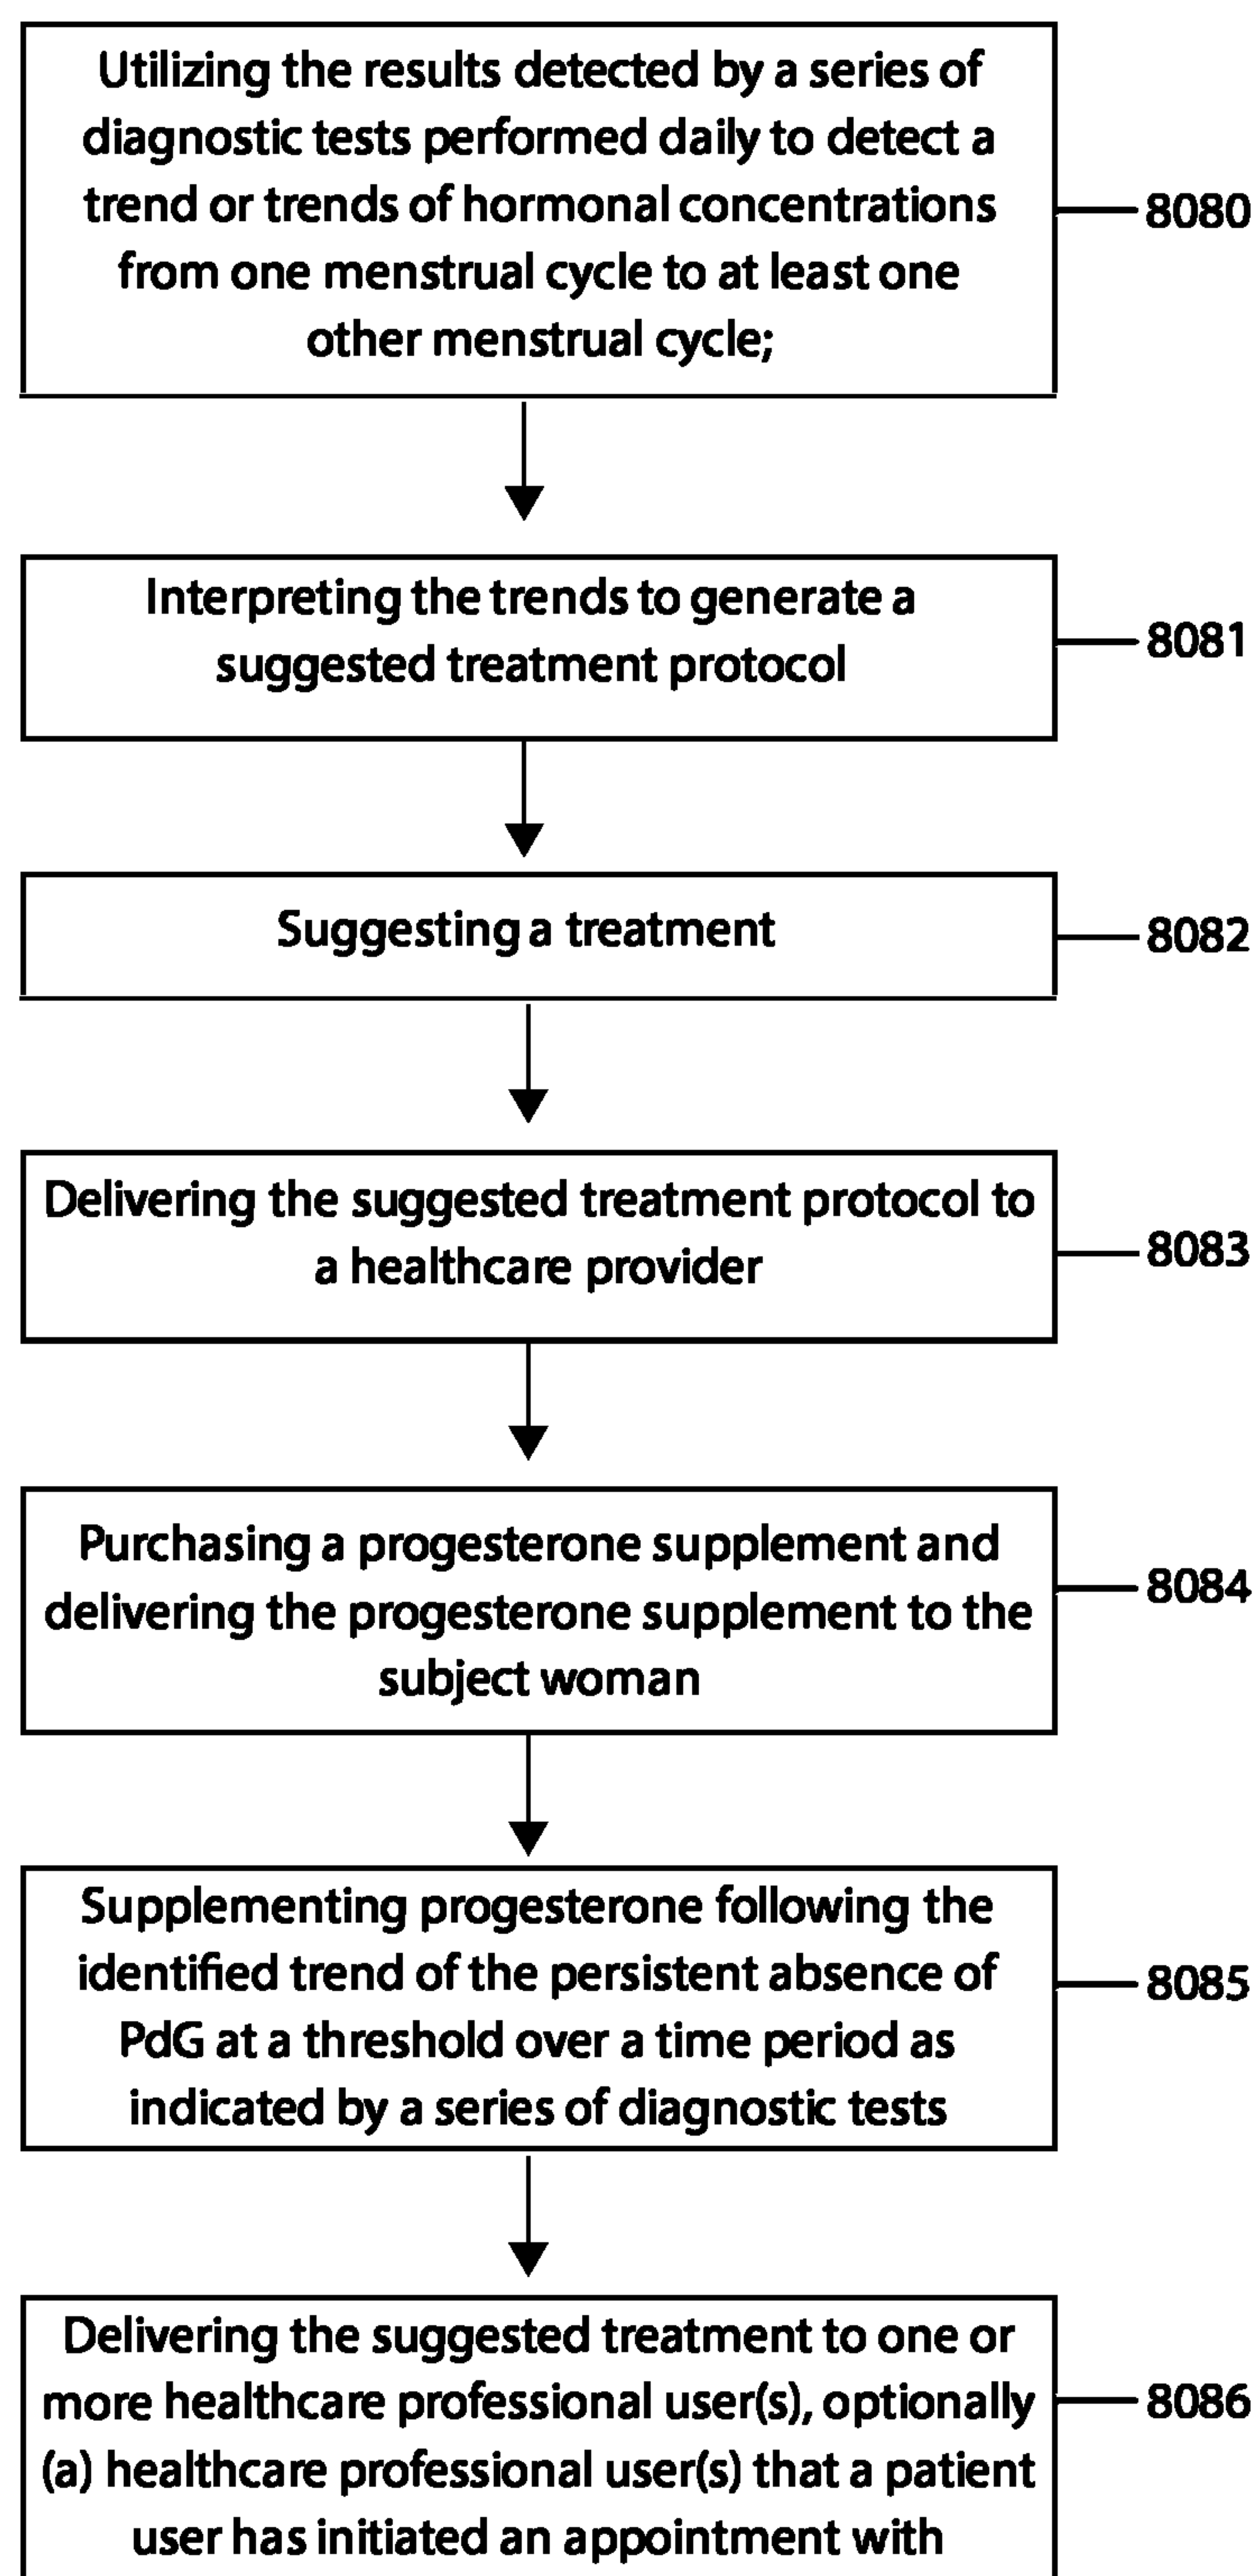 Utilizing the results detected by a series of
diagnostic tests performed daily to detect a
trend or trends of hormonal concentrations
from one menstrual cycle to at least one
other menstrual cycle;
8080
Interpreting the trends to generate a
suggested treatment protocol
8081
Suggesting a treatment
8082
Delivering the suggested treatment protocol to
a healthcare provider
8083
Purchasing a progesterone supplement and
delivering the progesterone supplement to the
subject woman
8084
Supplementing progesterone following the
identified trend of the persistent absence of
PdG at a threshold over a time period as
indicated by a series of diagnostic tests
8085
Delivering the suggested treatment to one or
more healthcare professional user(s), optionally
(a) healthcare professional user(s) that a patient
user has initiated an appointment with
8086